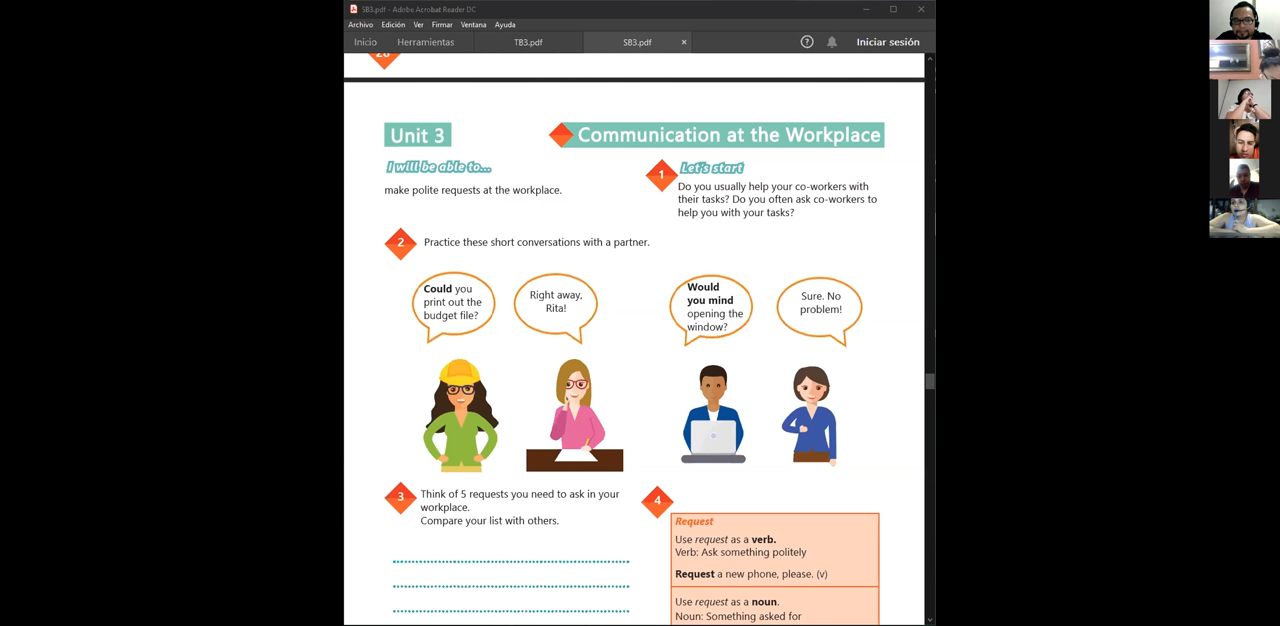 SB3.pdf - Adobe Acrobat Reader DC
Archivo Edición Ver Firmar Ventana Ayuda
Inicio Herramientas TB3.pdf SB3.pdf × ? Iniciar sesión
Unit 3 Communication at the Workplace
I will be able to...
make polite requests at the workplace.
1 Let's start
Do you usually help your co-workers with
their tasks? Do you often ask co-workers to
help you with your tasks?
2 Practice these short conversations with a partner.
Could you
print out the
budget file?
Right away,
Rita!
Would
you mind
opening the
window?
Sure. No
problem!
3 Think of 5 requests you need to ask in your
workplace.
Compare your list with others.
4
Request
Use request as a verb.
Verb: Ask something politely
Request a new phone, please. (v)
Use request as a noun.
Noun: Something asked for